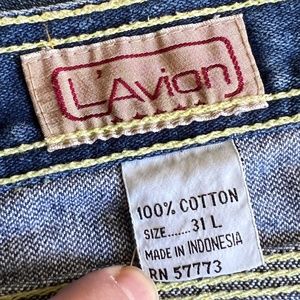 L'Avion
100% COTTON
SIZE.......31 L
MADE IN INDONESIA
RN 57773